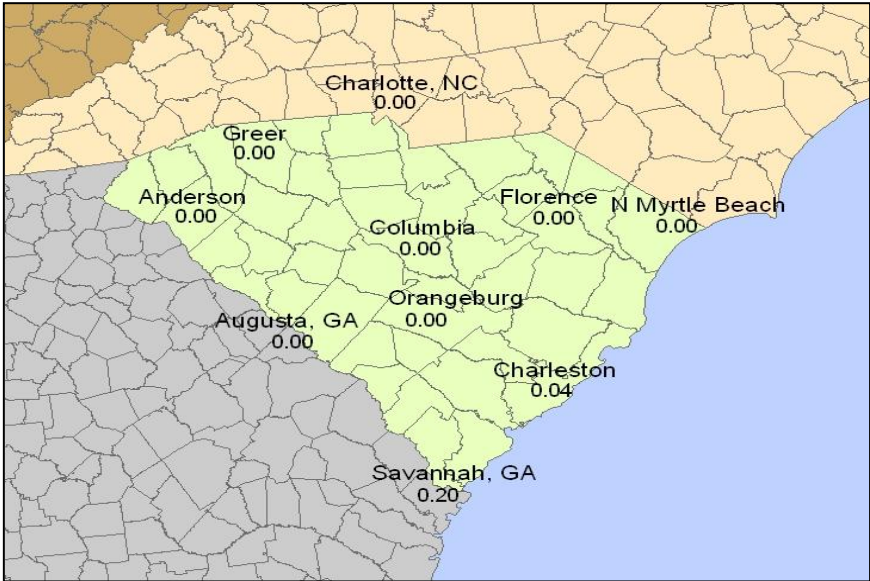 Charlotte, NC
0.00
Greer
0.00
Anderson
0.00
Florence
0.00
N Myrtle Beach
0.00
Columbia
0.00
Orangeburg
0.00
Augusta, GA
0.00
Charleston
0.04
Savannah, GA
0.20